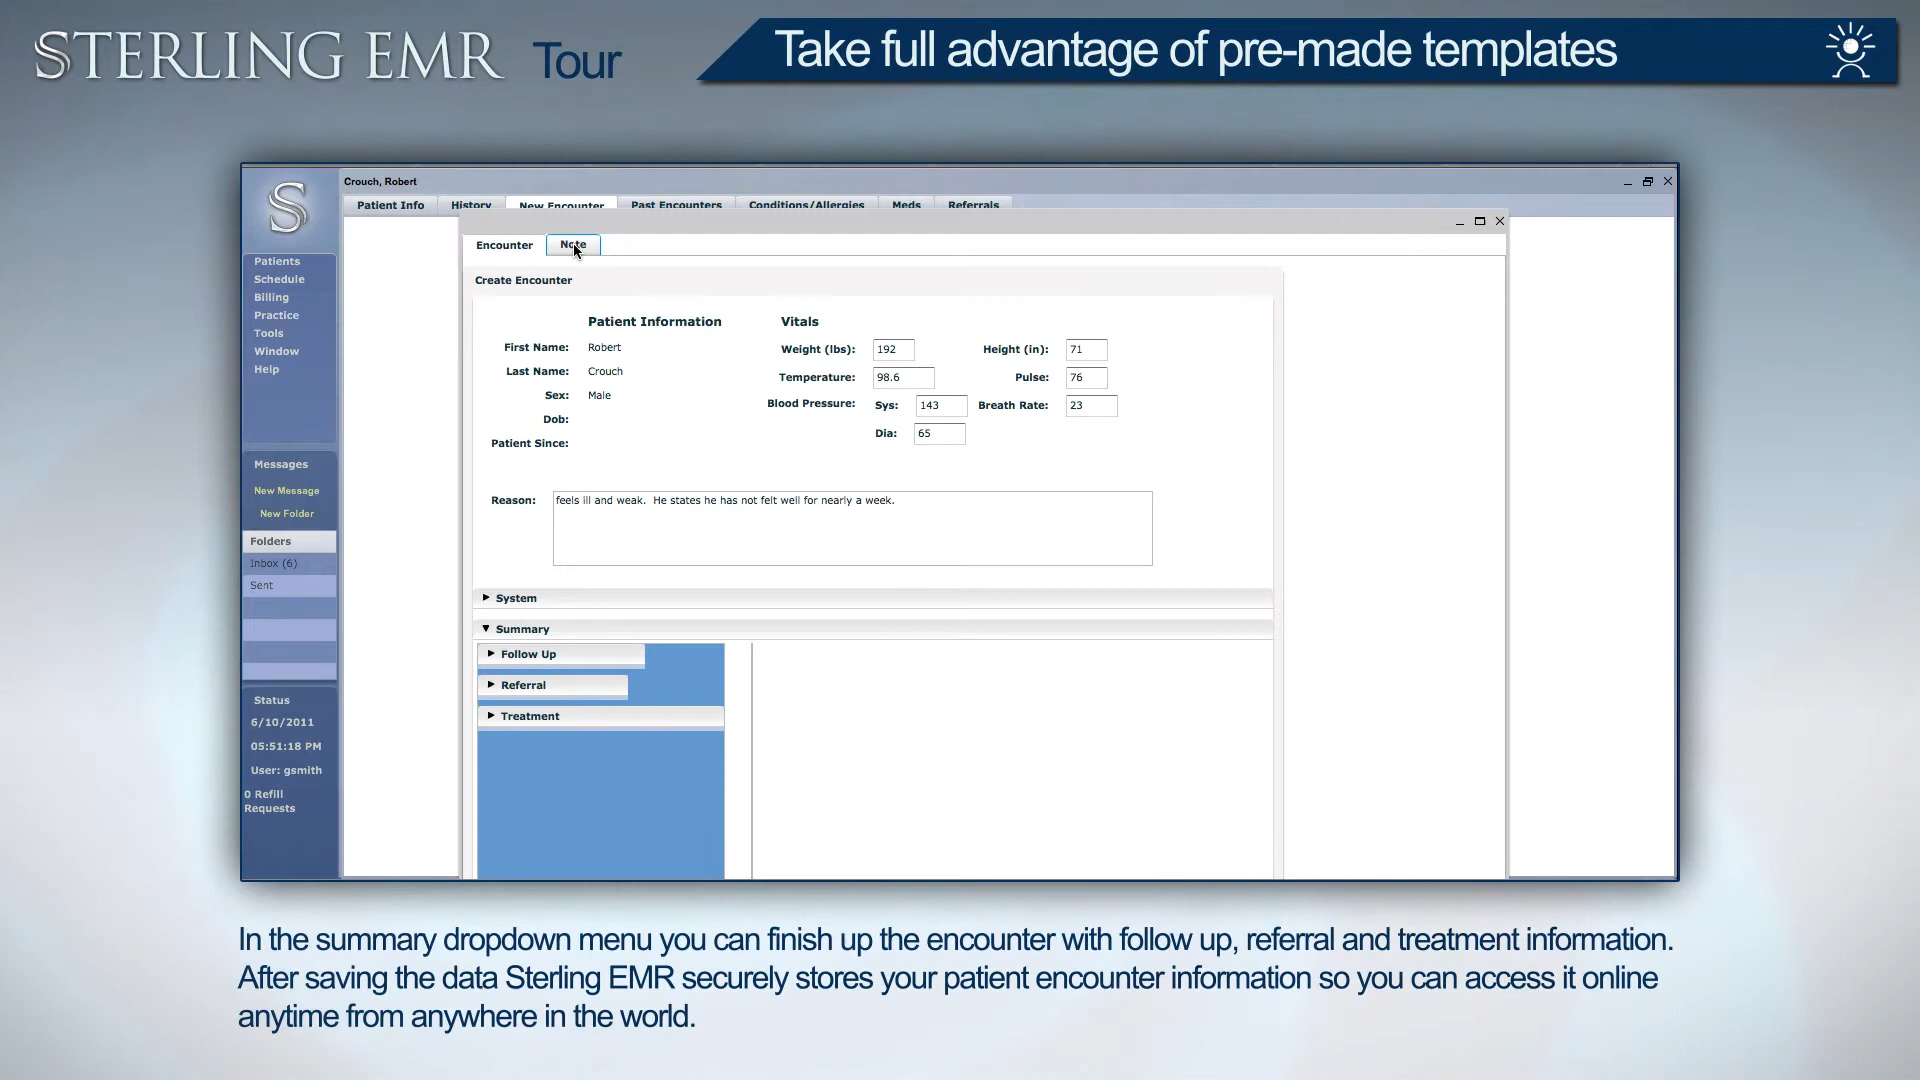 STERLING EMR Tour
Take full advantage of pre-made templates
S
Crouch, Robert
Patient Info History New Encounter Past Encounters Conditions/Allergies Meds Referrals
Encounter Note
Patients
Schedule
Billing
Practice
Tools
Window
Help
Messages
New Message
New Folder
Folders
Inbox (6)
Sent
Status
6/10/2011
05:51:18 PM
User: gsmith
0 Refill
Requests
Create Encounter
Patient Information
First Name: Robert
Last Name: Crouch
Sex: Male
Dob:
Patient Since:
Vitals
Weight (lbs): 192 Height (in): 71
Temperature: 98.6 Pulse: 76
Blood Pressure: Sys: 143 Breath Rate: 23
Dia: 65
Reason: feels ill and weak. He states he has not felt well for nearly a week.
System
Summary
Follow Up
Referral
Treatment
In the summary dropdown menu you can finish up the encounter with follow up, referral and treatment information.
After saving the data Sterling EMR securely stores your patient encounter information so you can access it online
anytime from anywhere in the world.